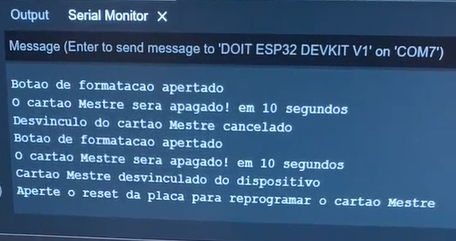 Output Serial Monitor X
Message (Enter to send message to 'DOIT ESP32 DEVKIT V1' on 'COM7')
Botao de formatacao apertado
O cartao Mestre sera apagado! em 10 segundos
Desvinculo do cartao Mestre cancelado
Botao de formatacao apertado
O cartao Mestre sera apagado! em 10 segundos
Cartao Mestre desvinculado do dispositivo
Aperte o reset da placa para reprogramar o cartao Mestre